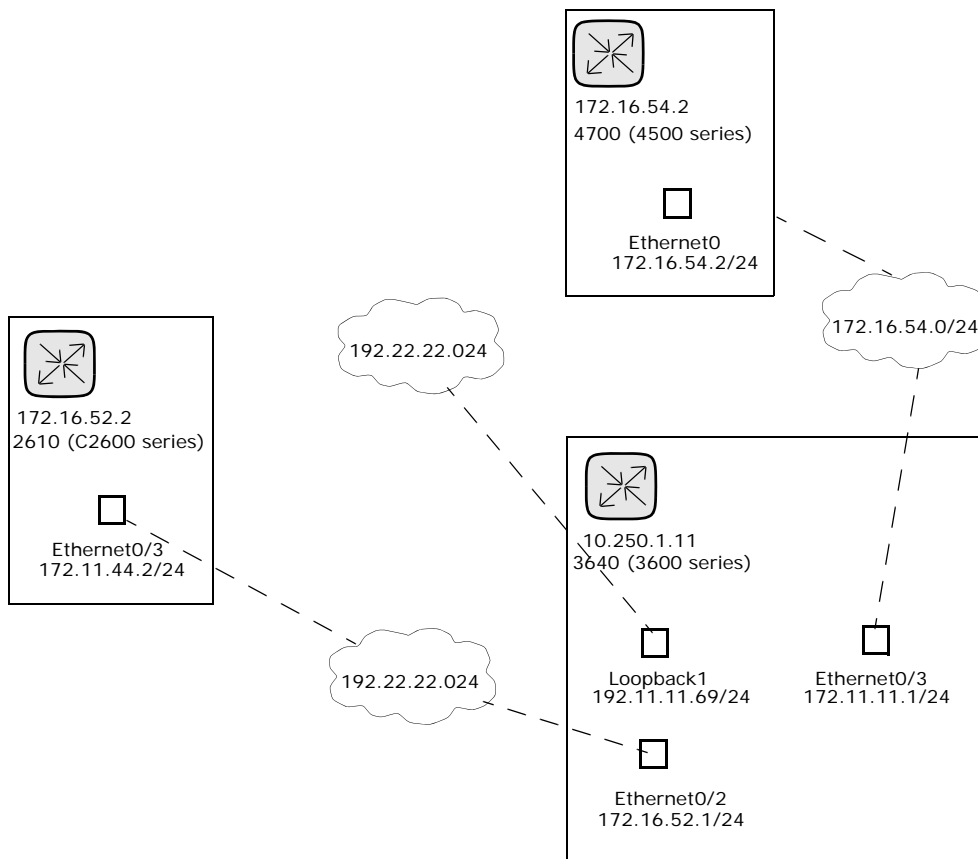 172.16.54.2
4700 (4500 series)
Ethernet0
172.16.54.2/24
172.16.54.0/24
192.22.22.024
172.16.52.2
2610 (C2600 series)
Ethernet0/3
172.11.44.2/24
192.22.22.024
10.250.1.11
3640 (3600 series)
Loopback1
192.11.11.69/24
Ethernet0/3
172.11.11.1/24
Ethernet0/2
172.16.52.1/24